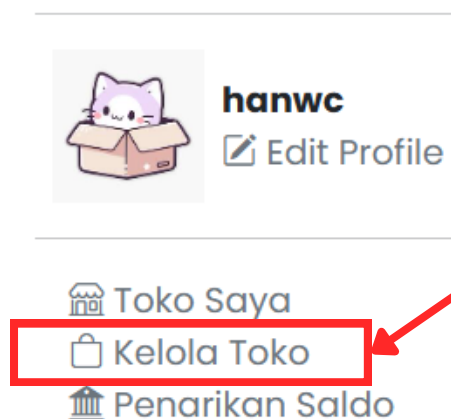 hanwc
Edit Profile
Toko Saya
Kelola Toko
Penarikan Saldo